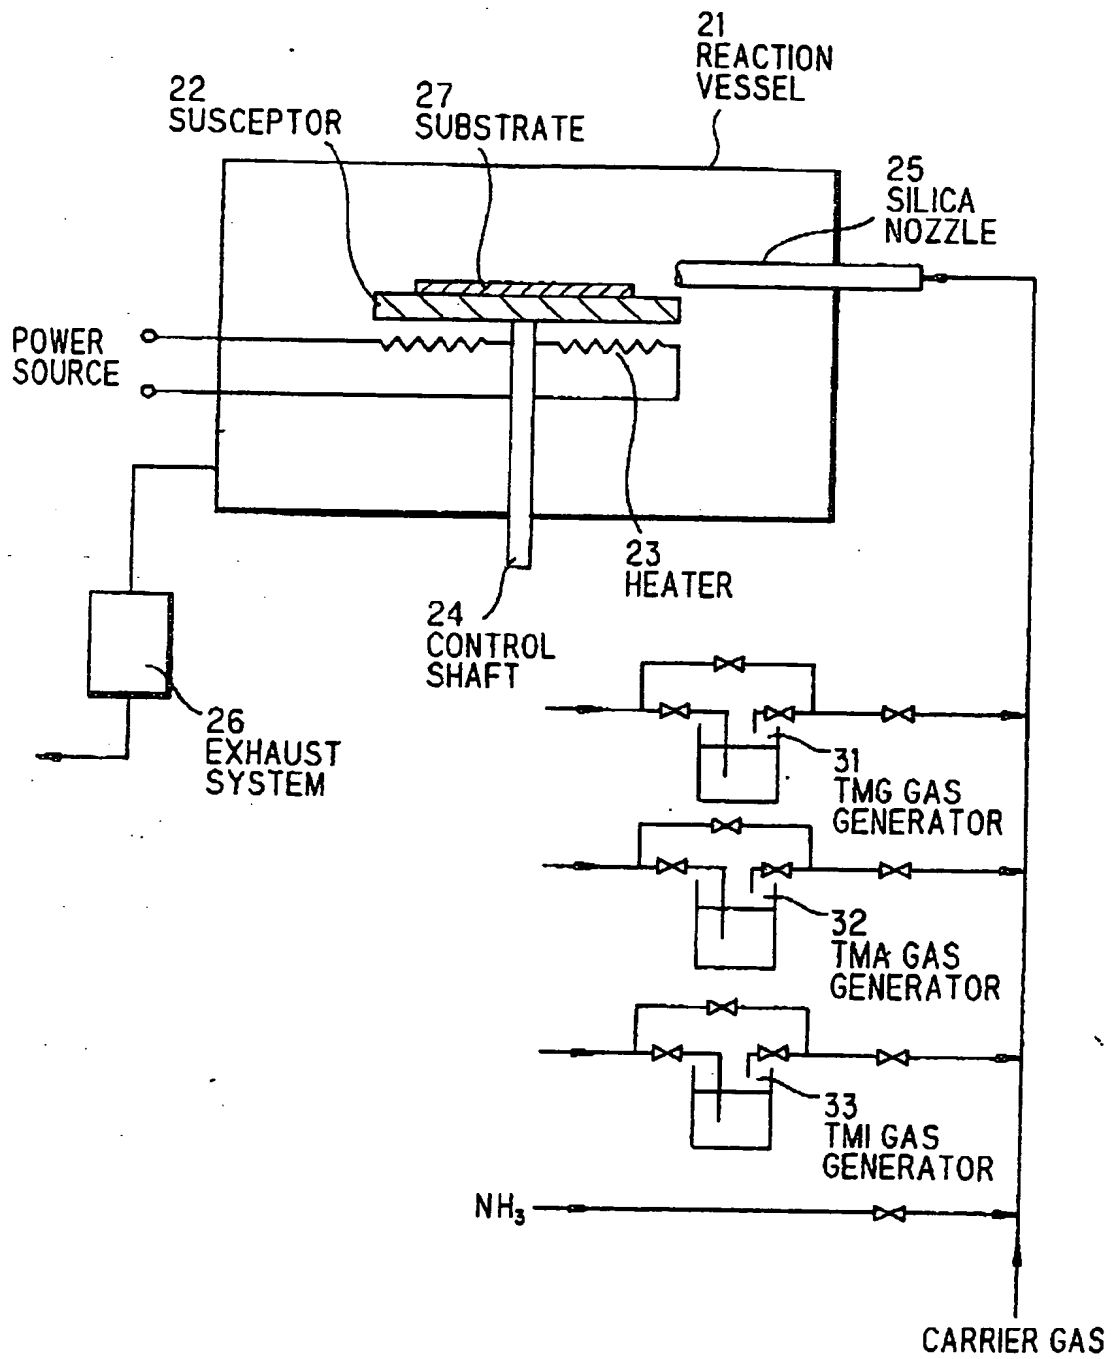 21
REACTION
VESSEL
22
SUSCEPTOR
27
SUBSTRATE
25
SILICA
NOZZLE
POWER
SOURCE
23
HEATER
24
CONTROL
SHAFT
26
EXHAUST
SYSTEM
31
TMG GAS
GENERATOR
32
TMA GAS
GENERATOR
33
TMI GAS
GENERATOR
NH₃
CARRIER GAS